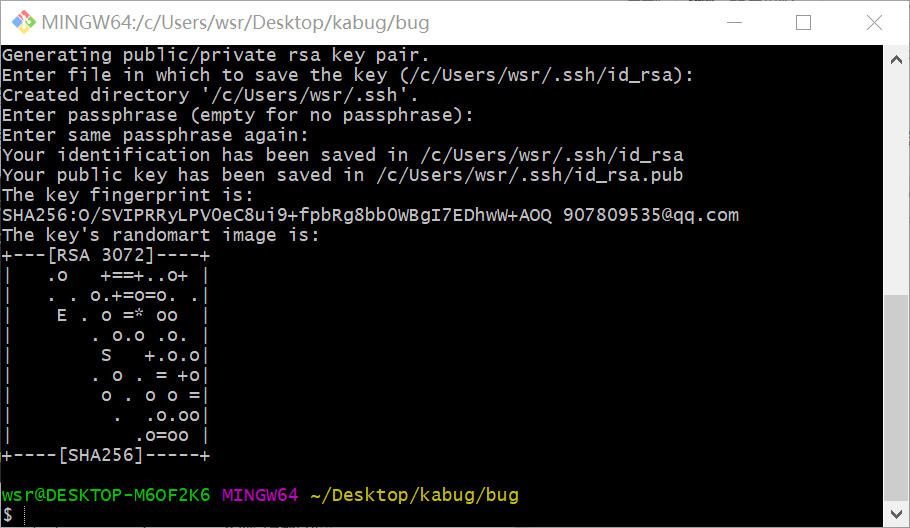 MINGW64:/c/Users/wsr/Desktop/kabug/bug
Generating public/private rsa key pair.
Enter file in which to save the key (/c/Users/wsr/.ssh/id_rsa):
Created directory '/c/Users/wsr/.ssh'.
Enter passphrase (empty for no passphrase):
Enter same passphrase again:
Your identification has been saved in /c/Users/wsr/.ssh/id_rsa
Your public key has been saved in /c/Users/wsr/.ssh/id_rsa.pub
The key fingerprint is:
SHA256:O/SVIPRRyLPV0eC8ui9+fpbRg8bb0WBgI7EDhwW+AOQ 907809535@qq.com
The key's randomart image is:
+---[RSA 3072]----+
|   .o   +==+..o+ |
|   . . o.+=o=o. .|
|    E . o =* oo  |
|       . o.o .o. |
|        S   +.o.o|
|       . o . = +o|
|        o . o o =|
|         .  .o.oo|
|           .o=oo |
+----[SHA256]-----+
wsr@DESKTOP-M6OF2K6 MINGW64 ~/Desktop/kabug/bug
$